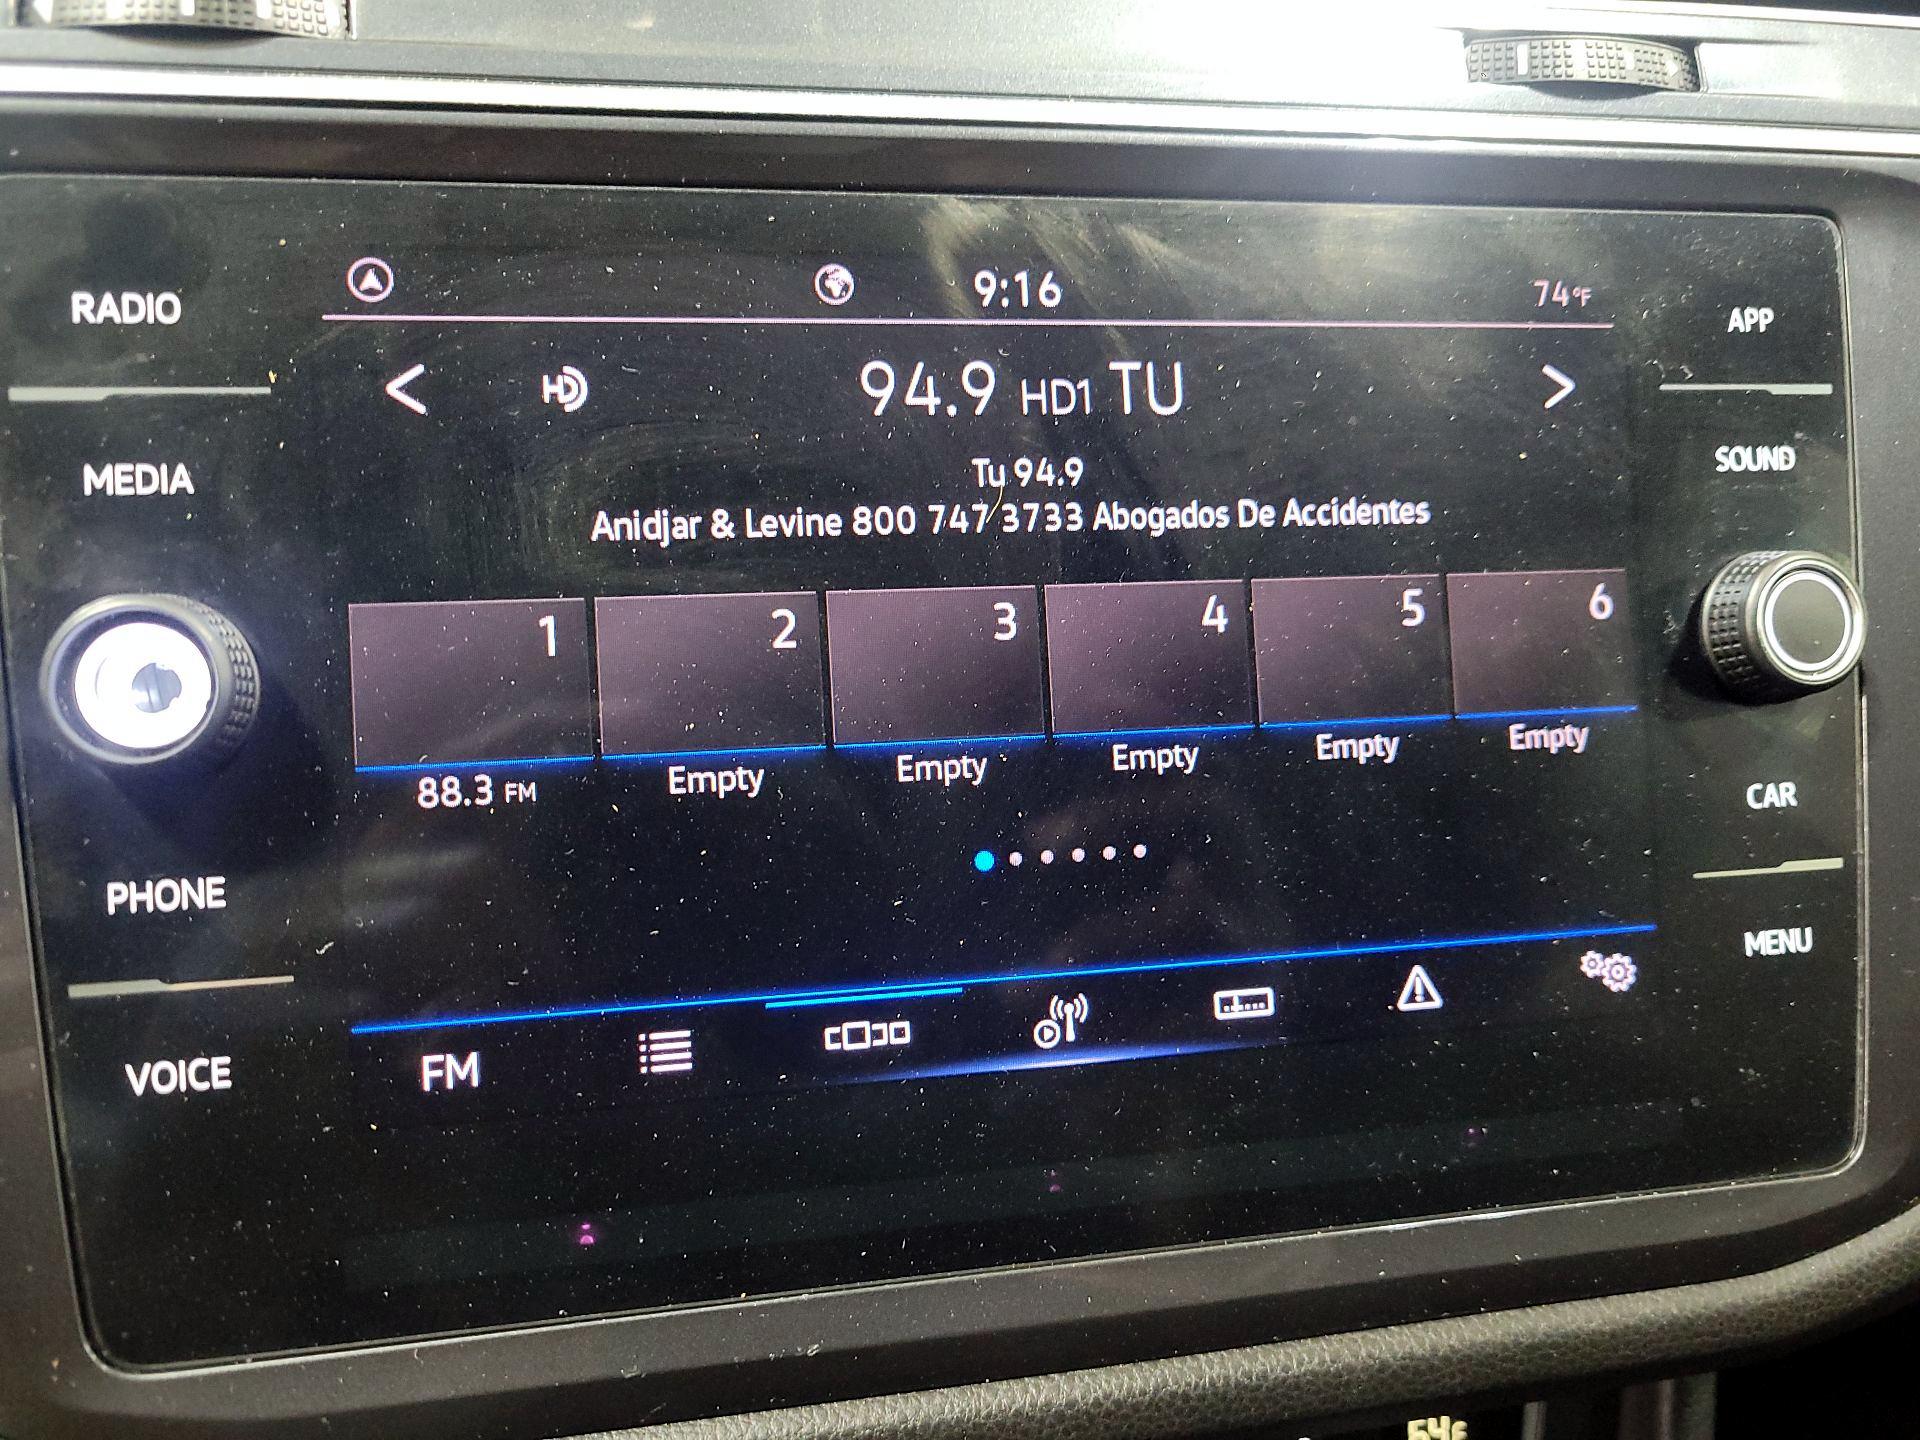 9:16
74°F
RADIO
APP
HD
94.9 HD1 TU
MEDIA
SOUND
Tu 94.9
Anidjar & Levine 800 747 3733 Abogados De Accidentes
1
2
3
4
5
6
88.3 FM
Empty
Empty
Empty
Empty
Empty
CAR
PHONE
MENU
VOICE
FM
64F